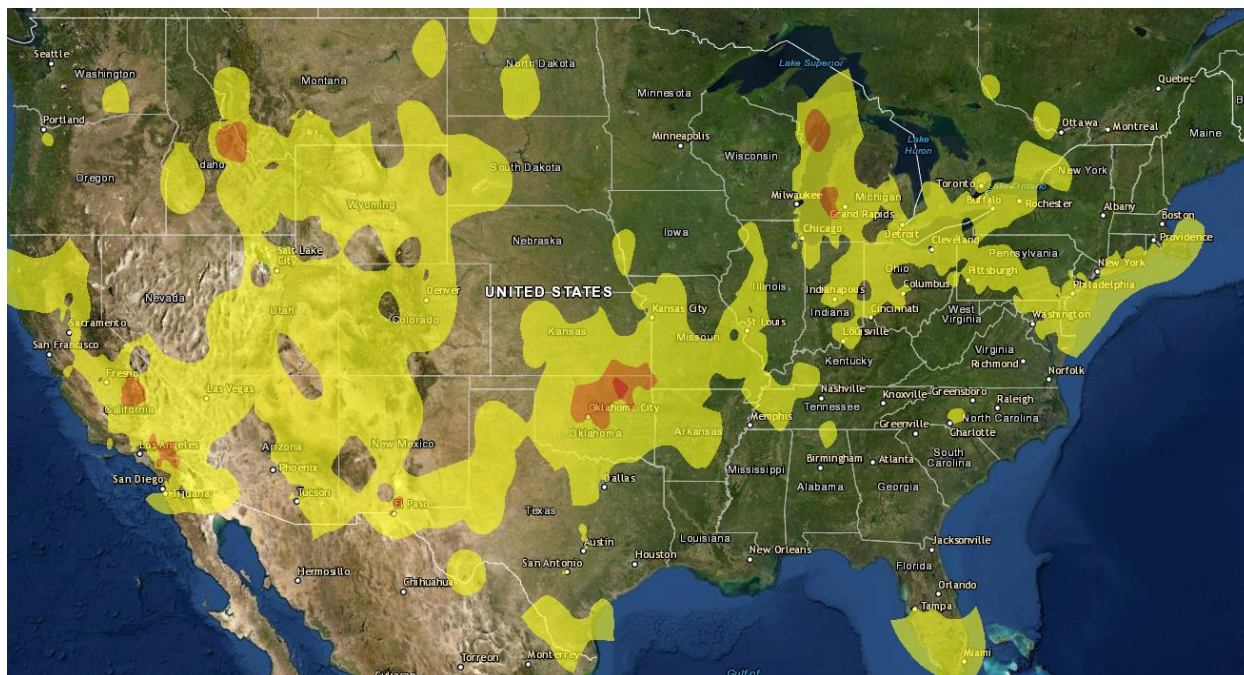 Seattle
Washington
Montana
North Dakota
Lake Superior
Quebec
Portland
Minnesota
Ottawa
Montreal
Maine
Minneapolis
Wisconsin
Lake
Huron
Oregon
Idaho
South Dakota
Toronto
Lake Ontario
New York
Wyoming
Milwaukee
Michigan
Buffalo
Rochester
Albany
Boston
Grand Rapids
Iowa
Chicago
Detroit
Providence
Nebraska
Salt Lake
City
Cleveland
Pennsylvania
Nevada
Ohio
Pittsburgh
New York
Denver
UNITED STATES
Illinois
Indianapolis
Columbus
Philadelphia
Utah
Colorado
Kansas City
Indiana
Cincinnati
Washington
Sacramento
Kansas
Missouri
St Louis
West
Virginia
San Francisco
Louisville
Kentucky
Virginia
Richmond
Fresno
Las Vegas
Norfolk
California
Nashville
Knoxville
Greensboro
Oklahoma City
Tennessee
Raleigh
Memphis
North Carolina
Los Angeles
Arizona
New Mexico
Oklahoma
Arkansas
Greenville
Charlotte
Phoenix
Birmingham
Atlanta
South
Carolina
San Diego
Mississippi
Tijuana
Tucson
Dallas
Alabama
Georgia
El Paso
Texas
Louisiana
Jacksonville
Austin
New Orleans
San Antonio
Houston
Florida
Hermosillo
Chihuahua
Orlando
Tampa
Miami
Torreón
Monterrey
Gulf of